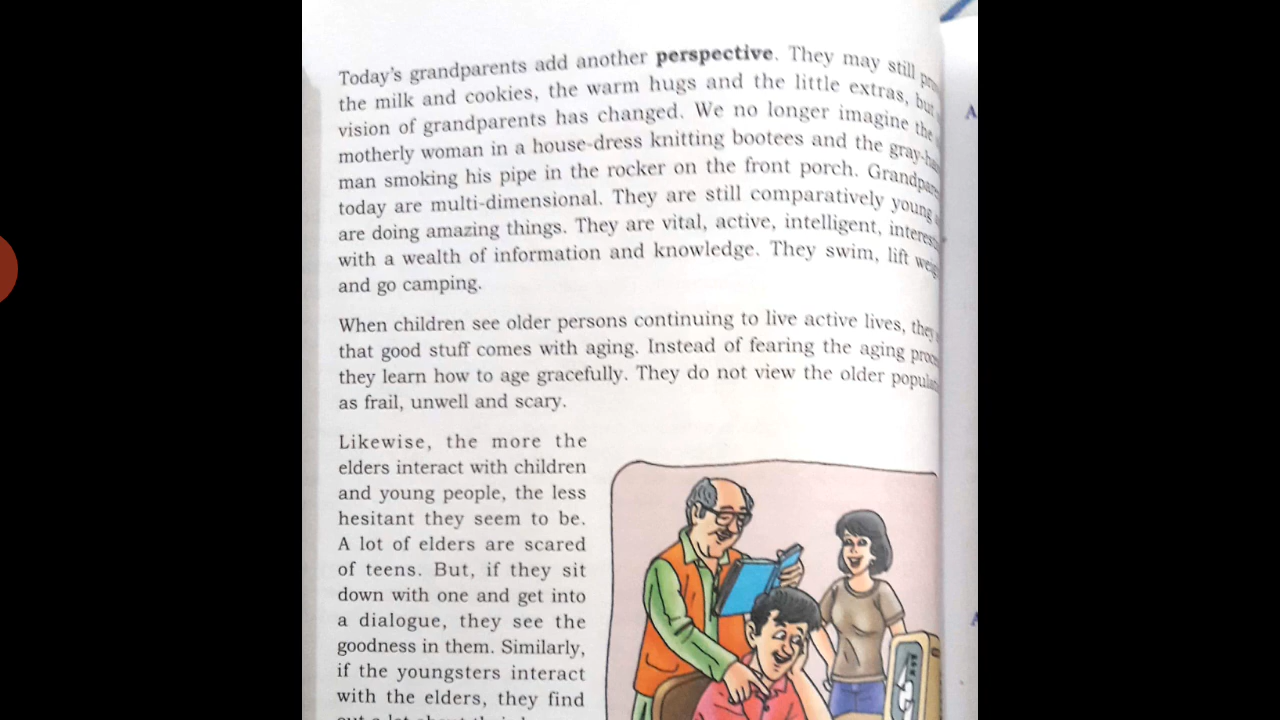 Today's grandparents add another perspective. They may still
the milk and cookies, the warm hugs and the little extras, but
vision of grandparents has changed. We no longer imagine the
motherly woman in a house-dress knitting bootees and the
man smoking his pipe in the rocker on the front porch.
today are multi-dimensional. They are still comparatively young
are doing amazing things. They are vital, active, intelligent,
with a wealth of information and knowledge. They swim, lift
and go camping.
When children see older persons continuing to live active lives, they
that good stuff comes with aging. Instead of fearing the aging
they learn how to age gracefully. They do not view the older
as frail, unwell and scary.
Likewise, the more the
elders interact with children
and young people, the less
hesitant they seem to be.
A lot of elders are scared
of teens. But, if they sit
down with one and get into
a dialogue, they see the
goodness in them. Similarly,
if the youngsters interact
with the elders, they find